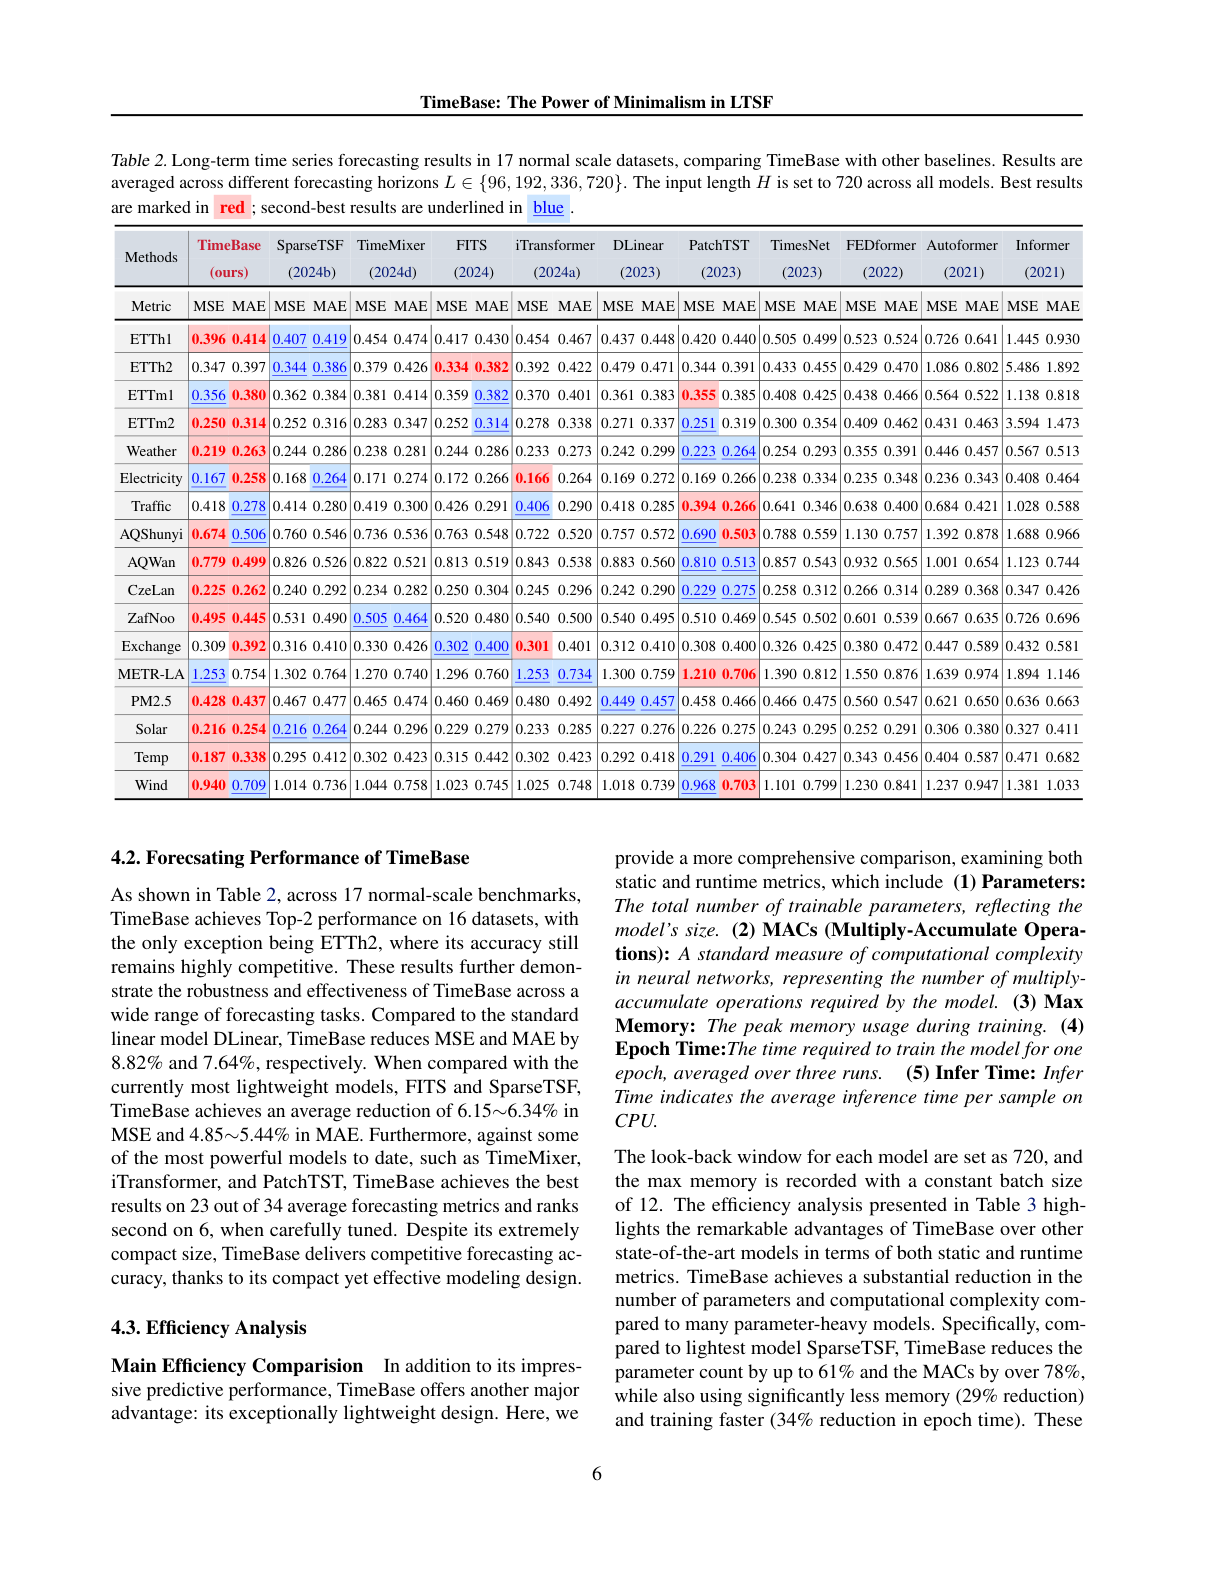 TimeBase: The Power of Minimalism in LTSF
Table 2. Long-term time series forecasting results in 17 normal scale datasets, comparing TimeBase with other baselines. Results are
averaged across different forecasting horizons L ∈ {96, 192, 336, 720}. The input length H is set to 720 across all models. Best results
are marked in red ; second-best results are underlined in blue .
Methods TimeBase SparseTSF TimeMixer FITS iTransformer DLinear PatchTST TimesNet FEDformer Autoformer Informer
(ours) (2024b) (2024d) (2024) (2024a) (2023) (2023) (2023) (2022) (2021) (2021)
Metric MSE MAE MSE MAE MSE MAE MSE MAE MSE MAE MSE MAE MSE MAE MSE MAE MSE MAE MSE MAE MSE MAE
ETTh1 0.396 0.414 0.407 0.419 0.454 0.474 0.417 0.430 0.454 0.467 0.437 0.448 0.420 0.440 0.505 0.499 0.523 0.524 0.726 0.641 1.445 0.930
ETTh2 0.347 0.397 0.344 0.386 0.379 0.426 0.334 0.382 0.392 0.422 0.479 0.471 0.344 0.391 0.433 0.455 0.429 0.470 1.086 0.802 5.486 1.892
ETTm1 0.356 0.380 0.362 0.384 0.381 0.414 0.359 0.382 0.370 0.401 0.361 0.383 0.355 0.385 0.408 0.425 0.438 0.466 0.564 0.522 1.138 0.818
ETTm2 0.250 0.314 0.252 0.316 0.283 0.347 0.252 0.314 0.278 0.338 0.271 0.337 0.251 0.319 0.300 0.354 0.409 0.462 0.431 0.463 3.594 1.473
Weather 0.219 0.263 0.244 0.286 0.238 0.281 0.244 0.286 0.233 0.273 0.242 0.299 0.223 0.264 0.254 0.293 0.355 0.391 0.446 0.457 0.567 0.513
Electricity 0.167 0.258 0.168 0.264 0.171 0.274 0.172 0.266 0.166 0.264 0.169 0.272 0.169 0.266 0.238 0.334 0.235 0.348 0.236 0.343 0.408 0.464
Traffic 0.418 0.278 0.414 0.280 0.419 0.300 0.426 0.291 0.406 0.290 0.418 0.285 0.394 0.266 0.641 0.346 0.638 0.400 0.684 0.421 1.028 0.588
AQShunyi 0.674 0.506 0.760 0.546 0.736 0.536 0.763 0.548 0.722 0.520 0.757 0.572 0.690 0.503 0.788 0.559 1.130 0.757 1.392 0.878 1.688 0.966
AQWan 0.779 0.499 0.826 0.526 0.822 0.521 0.813 0.519 0.843 0.538 0.883 0.560 0.810 0.513 0.857 0.543 0.932 0.565 1.001 0.654 1.123 0.744
CzeLan 0.225 0.262 0.240 0.292 0.234 0.282 0.250 0.304 0.245 0.296 0.242 0.290 0.229 0.275 0.258 0.312 0.266 0.314 0.289 0.368 0.347 0.426
ZafNoo 0.495 0.445 0.531 0.490 0.505 0.464 0.520 0.480 0.540 0.500 0.540 0.495 0.510 0.469 0.545 0.502 0.601 0.539 0.667 0.635 0.726 0.696
Exchange 0.309 0.392 0.316 0.410 0.330 0.426 0.302 0.400 0.301 0.401 0.312 0.410 0.308 0.400 0.326 0.425 0.380 0.472 0.447 0.589 0.432 0.581
METR-LA 1.253 0.754 1.302 0.764 1.270 0.740 1.296 0.760 1.253 0.734 1.300 0.759 1.210 0.706 1.390 0.812 1.550 0.876 1.639 0.974 1.894 1.146
PM2.5 0.428 0.437 0.467 0.477 0.465 0.474 0.460 0.469 0.480 0.492 0.449 0.457 0.458 0.466 0.466 0.475 0.560 0.547 0.621 0.650 0.636 0.663
Solar 0.216 0.254 0.216 0.264 0.244 0.296 0.229 0.279 0.233 0.285 0.227 0.276 0.226 0.275 0.243 0.295 0.252 0.291 0.306 0.380 0.327 0.411
Temp 0.187 0.338 0.295 0.412 0.302 0.423 0.315 0.442 0.302 0.423 0.292 0.418 0.291 0.406 0.304 0.427 0.343 0.456 0.404 0.587 0.471 0.682
Wind 0.940 0.709 1.014 0.736 1.044 0.758 1.023 0.745 1.025 0.748 1.018 0.739 0.968 0.703 1.101 0.799 1.230 0.841 1.237 0.947 1.381 1.033
4.2. Forecsating Performance of TimeBase
As shown in Table 2, across 17 normal-scale benchmarks,
TimeBase achieves Top-2 performance on 16 datasets, with
the only exception being ETTh2, where its accuracy still
remains highly competitive. These results further demon-
strate the robustness and effectiveness of TimeBase across a
wide range of forecasting tasks. Compared to the standard
linear model DLinear, TimeBase reduces MSE and MAE by
8.82% and 7.64%, respectively. When compared with the
currently most lightweight models, FITS and SparseTSF,
TimeBase achieves an average reduction of 6.15∼6.34% in
MSE and 4.85∼5.44% in MAE. Furthermore, against some
of the most powerful models to date, such as TimeMixer,
iTransformer, and PatchTST, TimeBase achieves the best
results on 23 out of 34 average forecasting metrics and ranks
second on 6, when carefully tuned. Despite its extremely
compact size, TimeBase delivers competitive forecasting ac-
curacy, thanks to its compact yet effective modeling design.
4.3. Efficiency Analysis
Main Efficiency Comparision In addition to its impres-
sive predictive performance, TimeBase offers another major
advantage: its exceptionally lightweight design. Here, we
provide a more comprehensive comparison, examining both
static and runtime metrics, which include (1) Parameters:
The total number of trainable parameters, reflecting the
model's size. (2) MACs (Multiply-Accumulate Opera-
tions): A standard measure of computational complexity
in neural networks, representing the number of multiply-
accumulate operations required by the model. (3) Max
Memory: The peak memory usage during training. (4)
Epoch Time:The time required to train the model for one
epoch, averaged over three runs. (5) Infer Time: Infer
Time indicates the average inference time per sample on
CPU.
The look-back window for each model are set as 720, and
the max memory is recorded with a constant batch size
of 12. The efficiency analysis presented in Table 3 high-
lights the remarkable advantages of TimeBase over other
state-of-the-art models in terms of both static and runtime
metrics. TimeBase achieves a substantial reduction in the
number of parameters and computational complexity com-
pared to many parameter-heavy models. Specifically, com-
pared to lightest model SparseTSF, TimeBase reduces the
parameter count by up to 61% and the MACs by over 78%,
while also using significantly less memory (29% reduction)
and training faster (34% reduction in epoch time). These
6